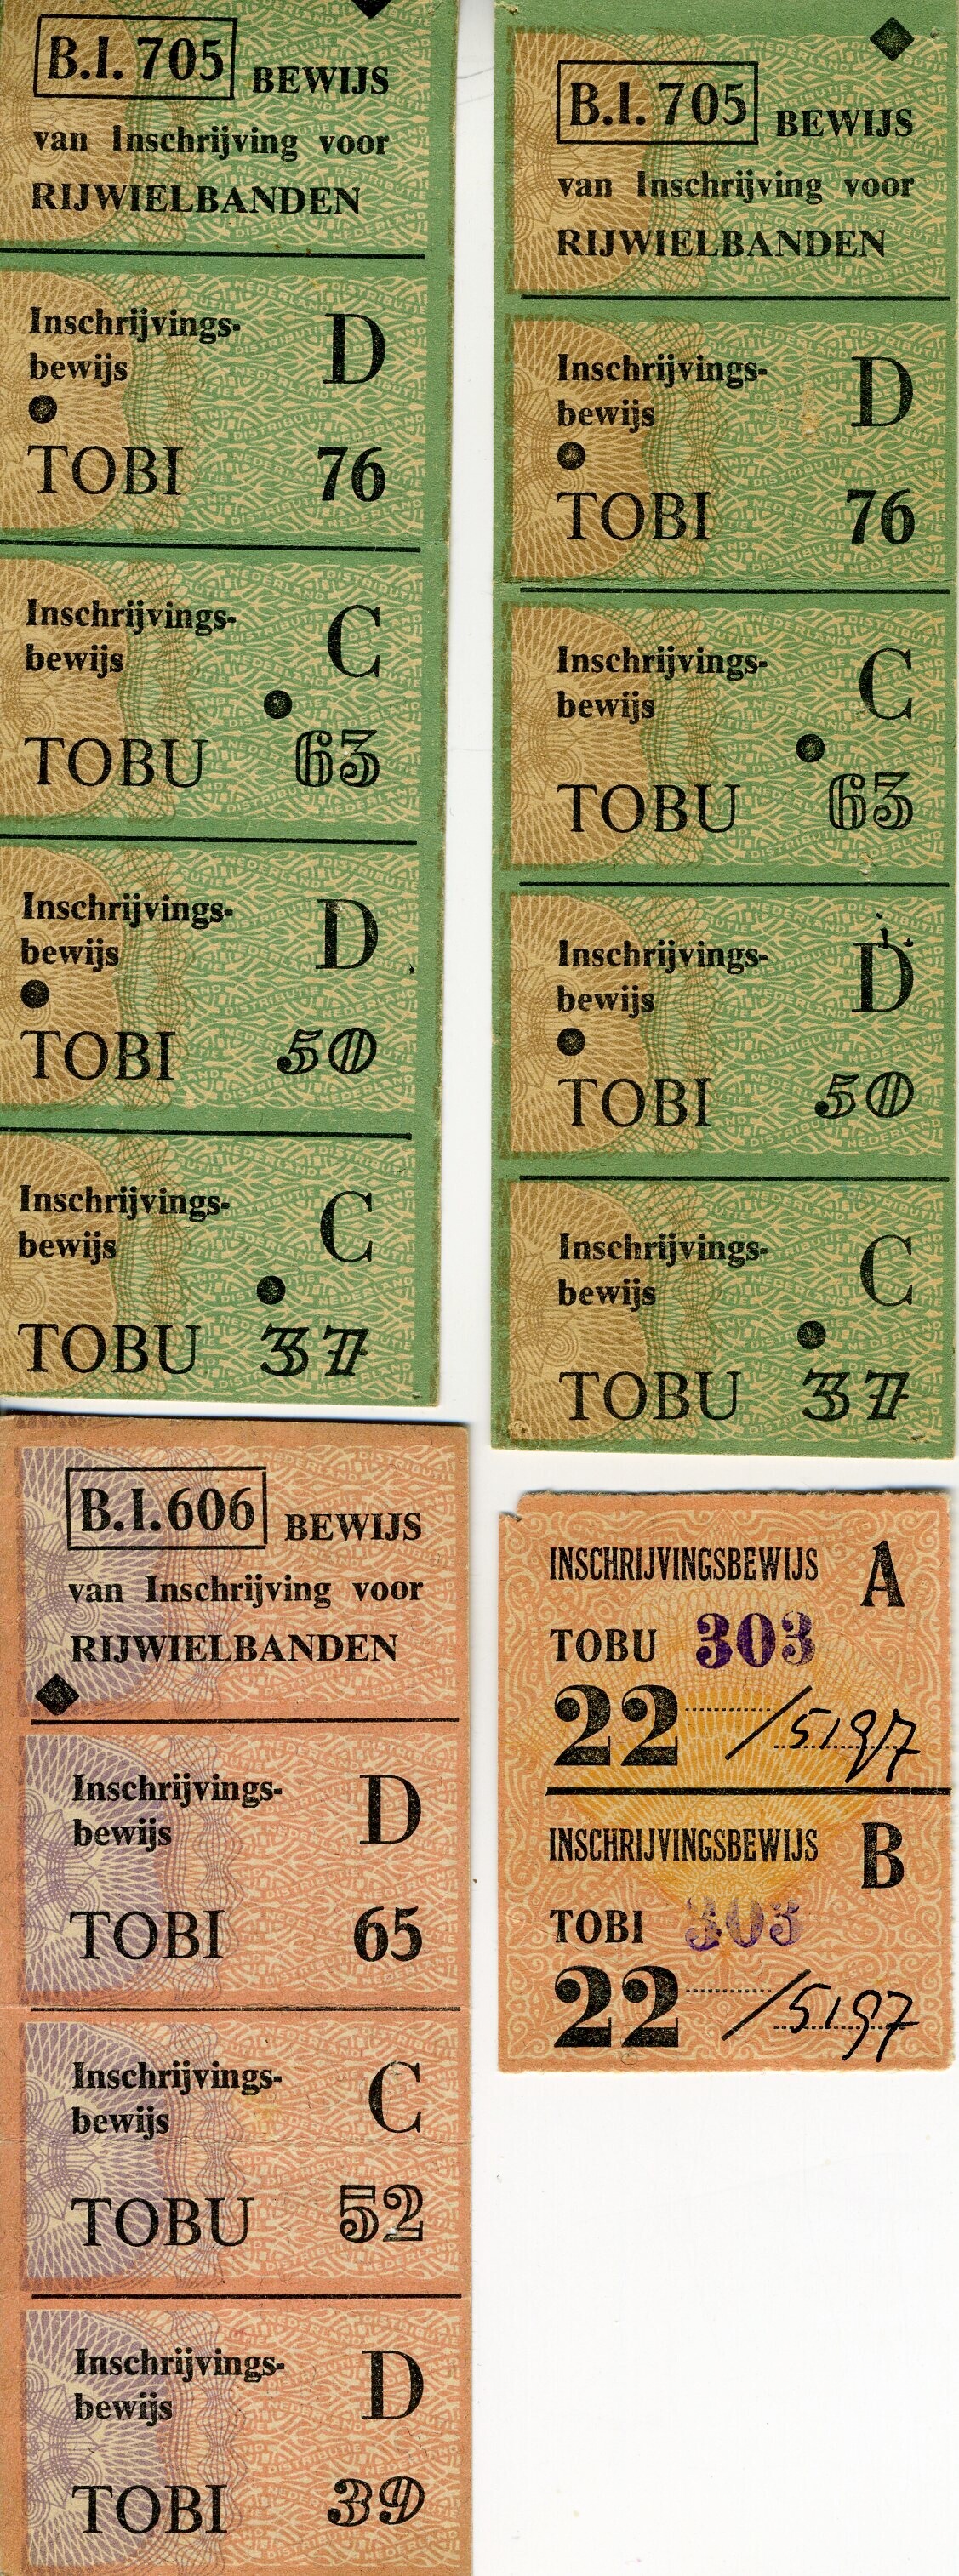 B.I. 705 BEWIJS
van Inschrijving voor
RIJWIELBANDEN
Inschrijvings-
bewijs D
TOBI 76
Inschrijvings-
bewijs C
TOBU 63
Inschrijvings-
bewijs D
TOBI 50
Inschrijvings-
bewijs C
TOBU 37
B.I. 705 BEWIJS
van Inschrijving voor
RIJWIELBANDEN
Inschrijvings-
bewijs D
TOBI 76
Inschrijvings-
bewijs C
TOBU 63
Inschrijvings-
bewijs D
TOBI 50
Inschrijvings-
bewijs C
TOBU 37
B.I. 606 BEWIJS
van Inschrijving voor
RIJWIELBANDEN
Inschrijvings-
bewijs D
TOBI 65
Inschrijvings-
bewijs C
TOBU 52
Inschrijvings-
bewijs D
TOBI 39
INSCHRIJVINGSBEWIJS A
TOBU 303
22 / 5197
INSCHRIJVINGSBEWIJS B
TOBI 303
22 / 5197